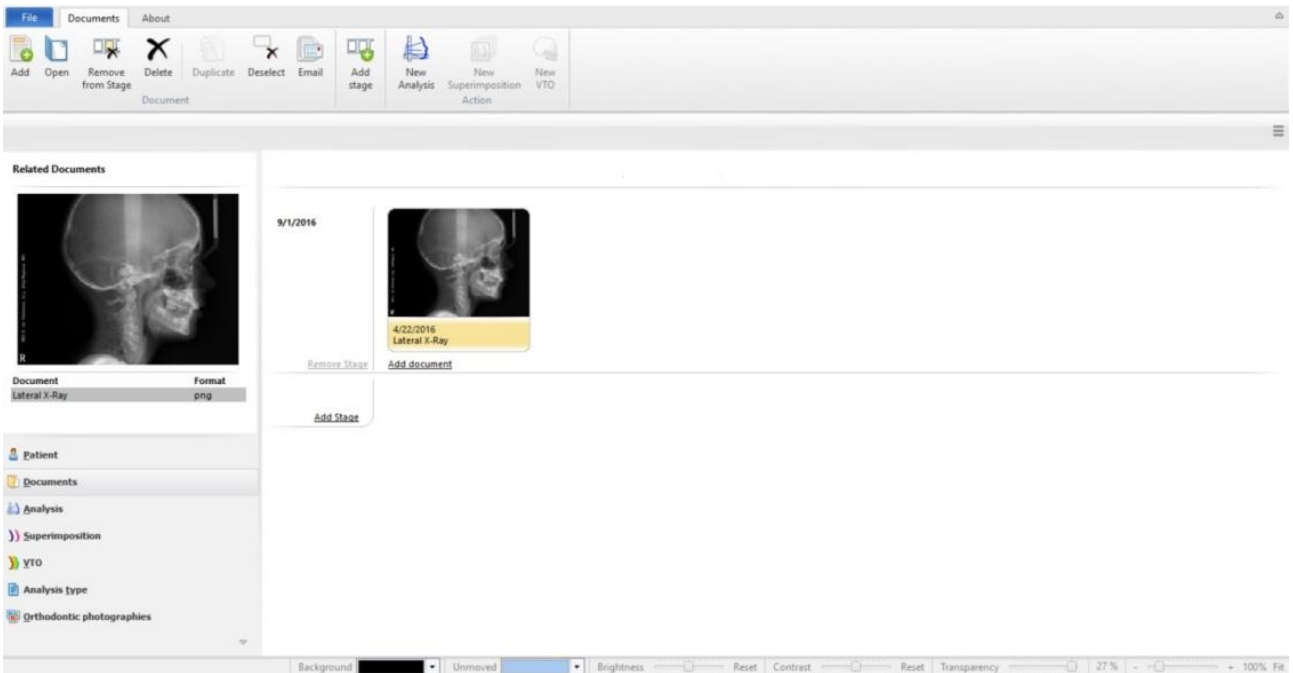 File Documents About
Add Open Remove from Stage Delete Duplicate Deselect Email Add stage New Analysis New Superimposition New VTO
Document Action
Related Documents
R
Document Format
Lateral X-Ray png
9/1/2016
4/22/2016
Lateral X-Ray
Remove Stage Add document
Add Stage
Patient
Documents
Analysis
Superimposition
VTO
Analysis type
Orthodontic photographies
Background Unmoved Brightness Reset Contrast Reset Transparency 27 % - + 100% Fit